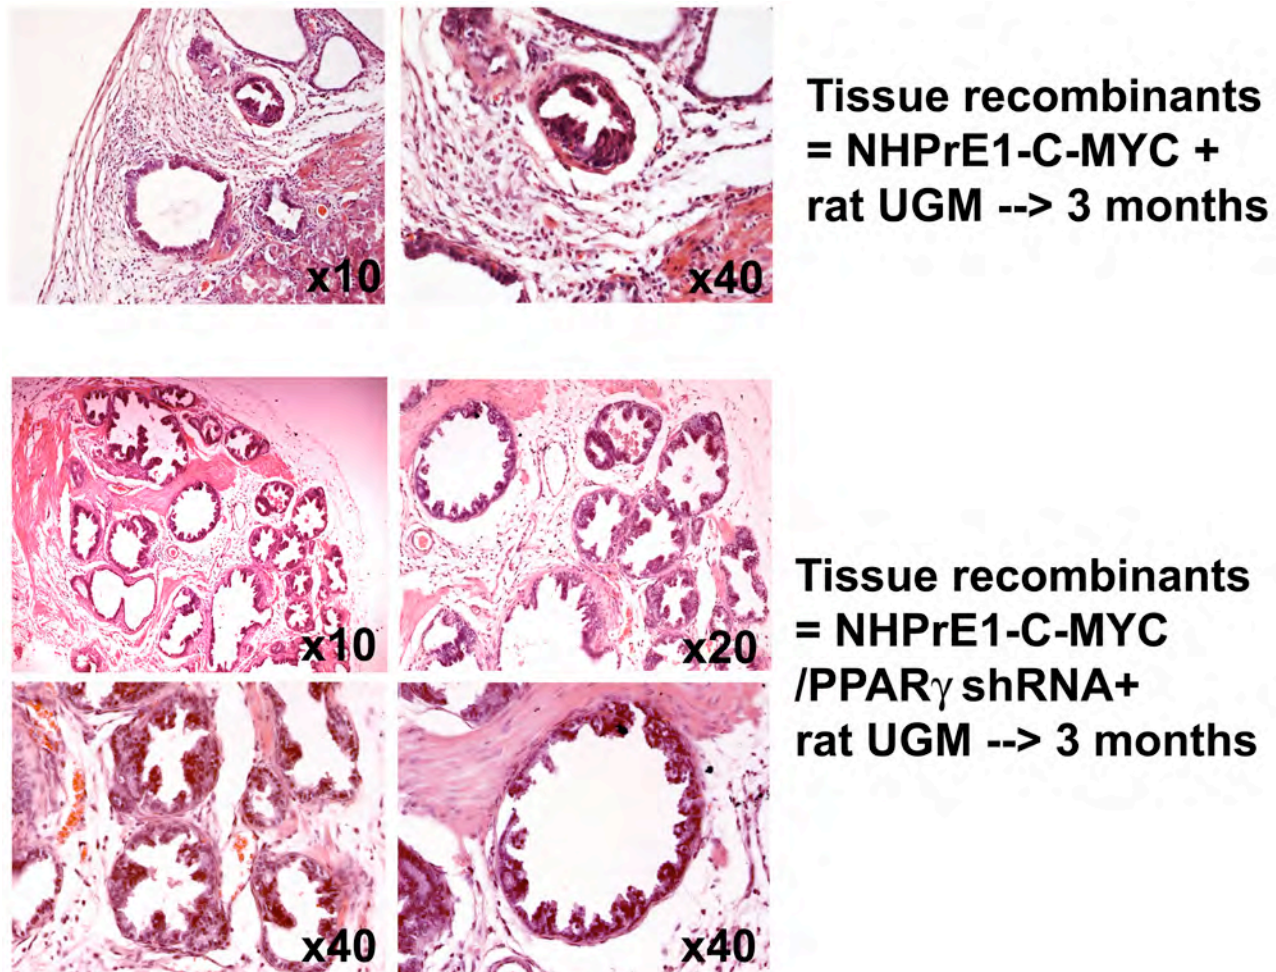 x10
x40
Tissue recombinants
= NHPrE1-C-MYC +
rat UGM --> 3 months
x10
x20
x40
x40
Tissue recombinants
= NHPrE1-C-MYC
/PPARγ shRNA+
rat UGM --> 3 months